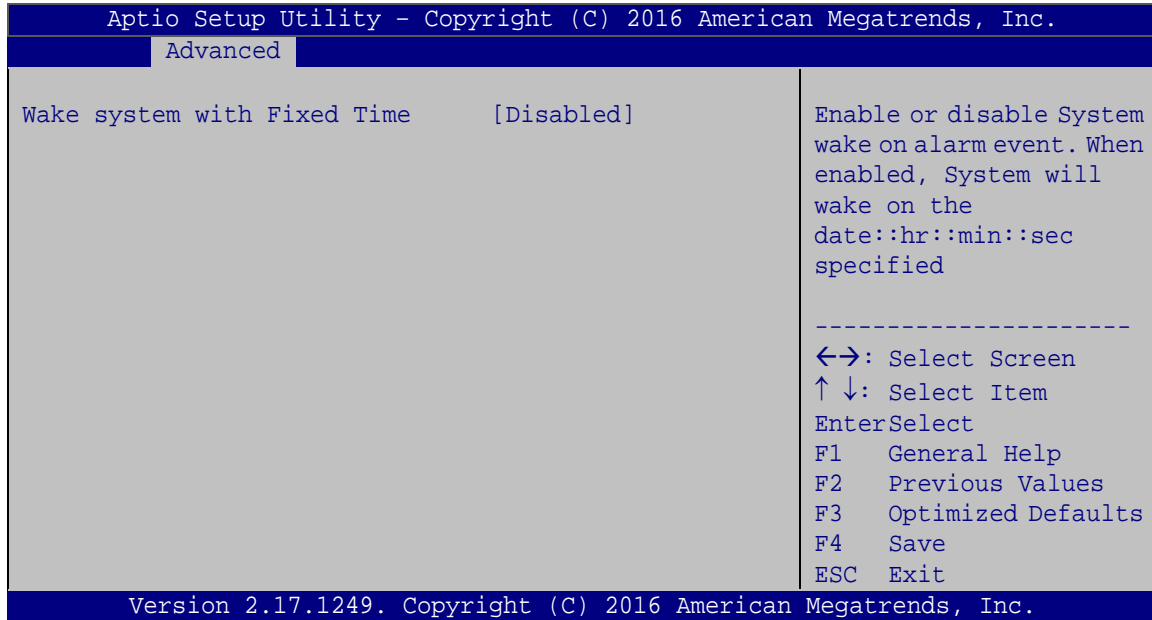 Aptio Setup Utility – Copyright (C) 2016 American Megatrends, Inc.
Advanced
Wake system with Fixed Time [Disabled]
Enable or disable System
wake on alarm event. When
enabled, System will
wake on the
date::hr::min::sec
specified
----------------------
←→: Select Screen
↑ ↓: Select Item
EnterSelect
F1 General Help
F2 Previous Values
F3 Optimized Defaults
F4 Save
ESC Exit
Version 2.17.1249. Copyright (C) 2016 American Megatrends, Inc.